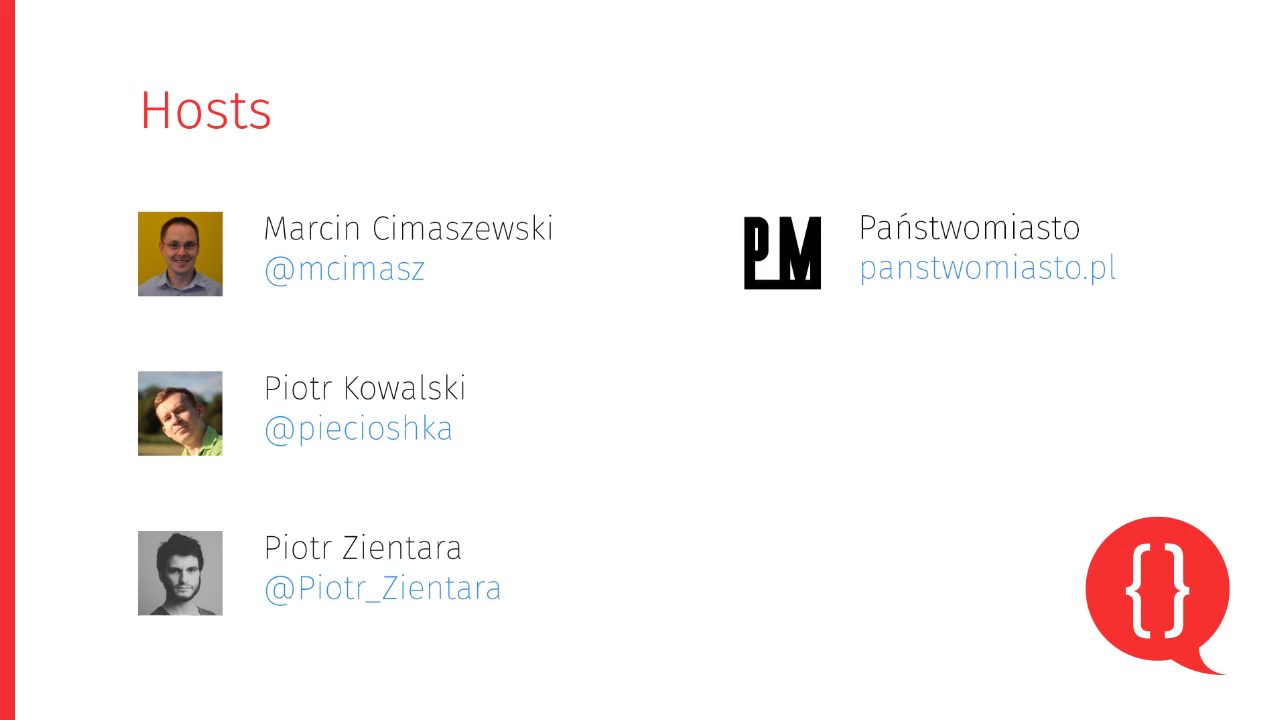 Hosts
Marcin Cimaszewski
@mcimasz
Piotr Kowalski
@piecioshka
Piotr Zientara
@Piotr_Zientara
PM
Państwomiasto
panstwomiasto.pl
{}